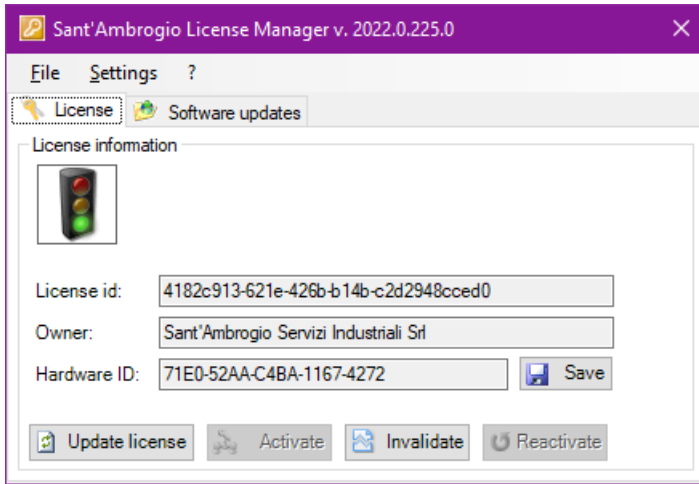 Sant'Ambrogio License Manager v. 2022.0.225.0
File Settings ?
License Software updates
License information
License id: 4182c913-621e-426b-b14b-c2d2948cced0
Owner: Sant'Ambrogio Servizi Industriali Srl
Hardware ID: 71E0-52AA-C4BA-1167-4272 Save
Update license Activate Invalidate Reactivate